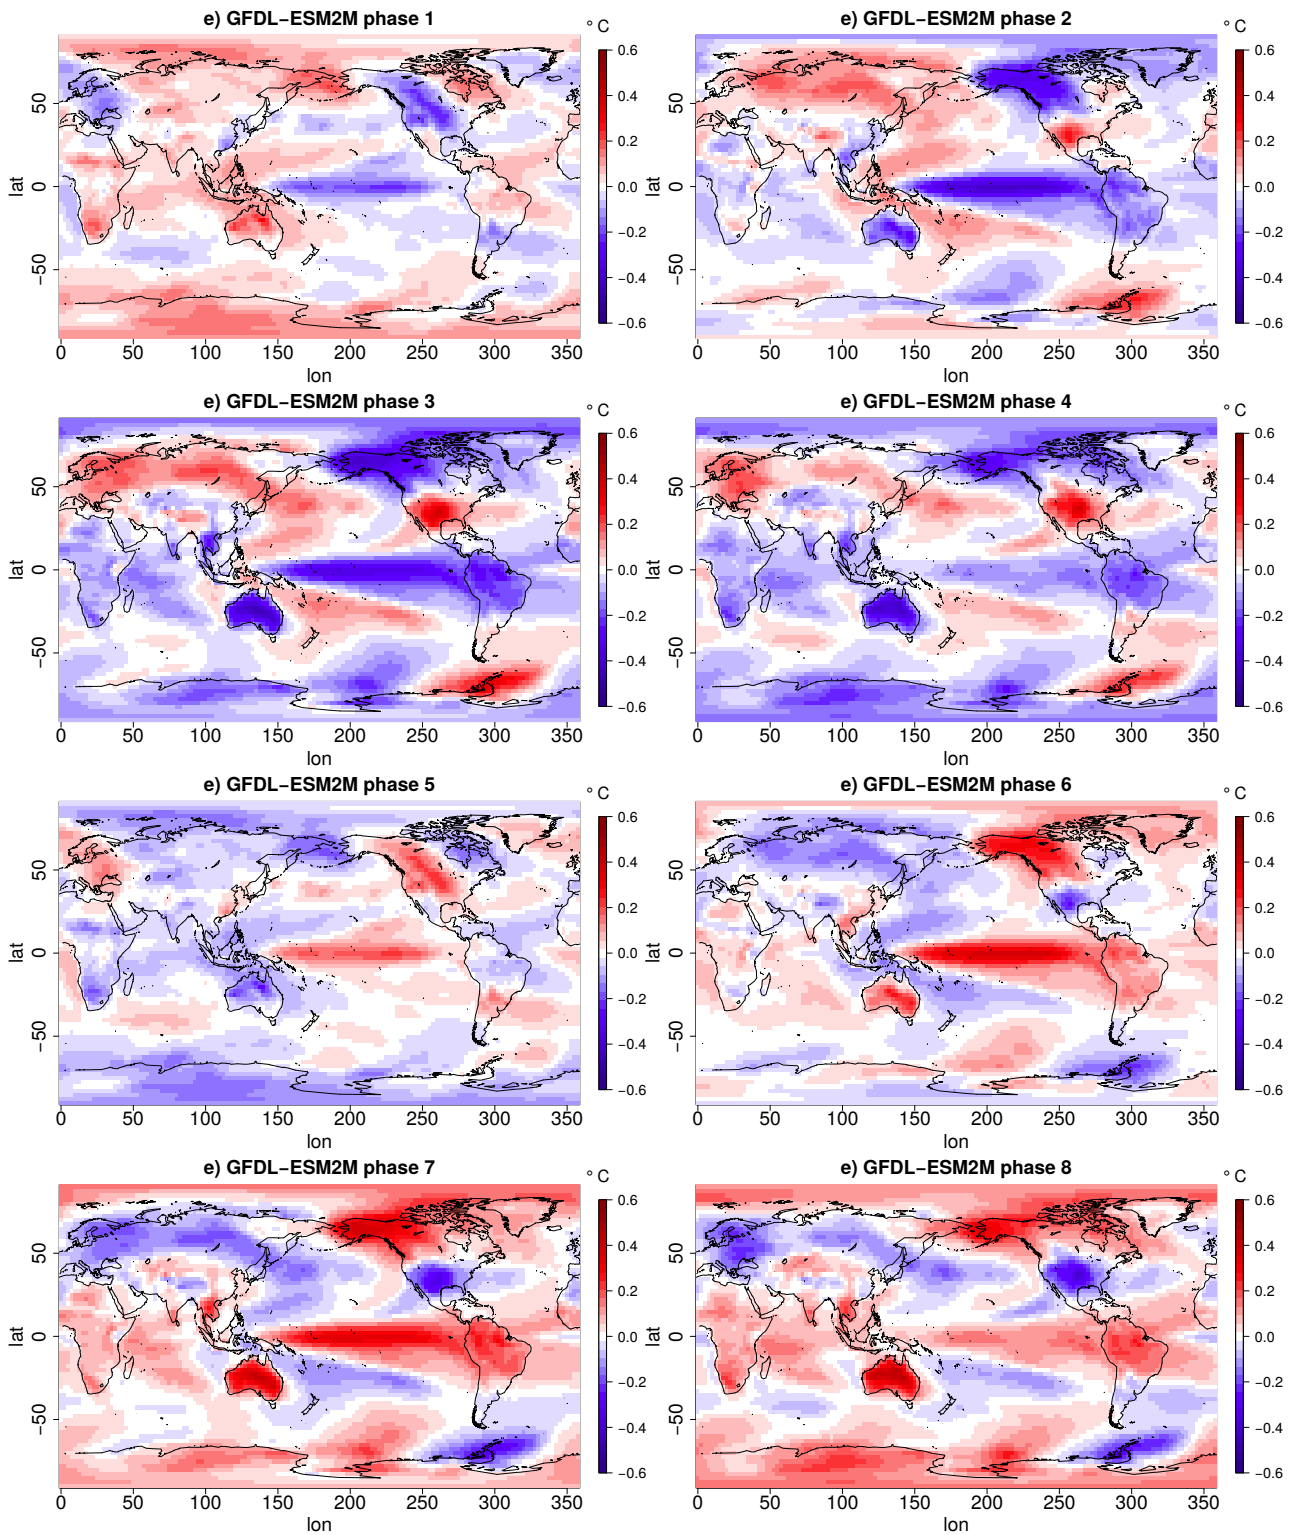 e) GFDL−ESM2M phase 1
° C
lat
50
0
−50
0 50 100 150 200 250 300 350
lon
0.6
0.4
0.2
0.0
−0.2
−0.4
−0.6
e) GFDL−ESM2M phase 2
° C
lat
50
0
−50
0 50 100 150 200 250 300 350
lon
0.6
0.4
0.2
0.0
−0.2
−0.4
−0.6
e) GFDL−ESM2M phase 3
° C
lat
50
0
−50
0 50 100 150 200 250 300 350
lon
0.6
0.4
0.2
0.0
−0.2
−0.4
−0.6
e) GFDL−ESM2M phase 4
° C
lat
50
0
−50
0 50 100 150 200 250 300 350
lon
0.6
0.4
0.2
0.0
−0.2
−0.4
−0.6
e) GFDL−ESM2M phase 5
° C
lat
50
0
−50
0 50 100 150 200 250 300 350
lon
0.6
0.4
0.2
0.0
−0.2
−0.4
−0.6
e) GFDL−ESM2M phase 6
° C
lat
50
0
−50
0 50 100 150 200 250 300 350
lon
0.6
0.4
0.2
0.0
−0.2
−0.4
−0.6
e) GFDL−ESM2M phase 7
° C
lat
50
0
−50
0 50 100 150 200 250 300 350
lon
0.6
0.4
0.2
0.0
−0.2
−0.4
−0.6
e) GFDL−ESM2M phase 8
° C
lat
50
0
−50
0 50 100 150 200 250 300 350
lon
0.6
0.4
0.2
0.0
−0.2
−0.4
−0.6